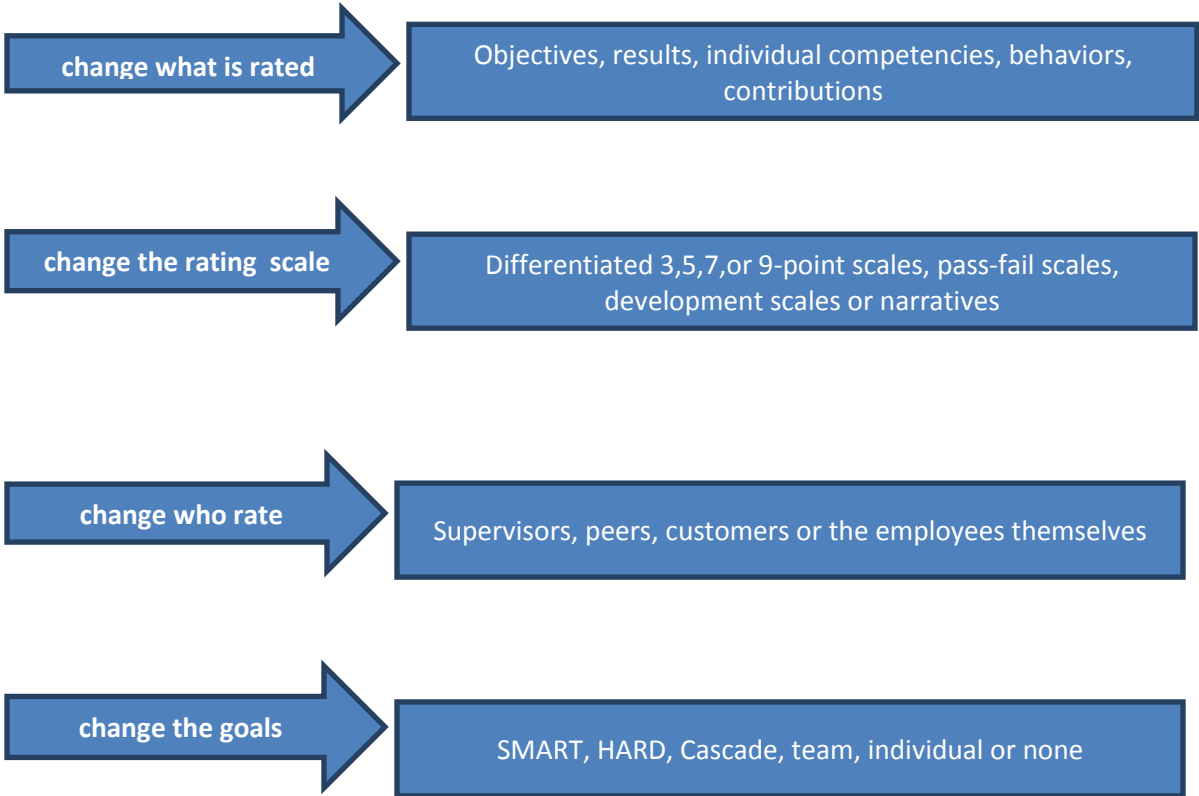 change what is rated
Objectives, results, individual competencies, behaviors,
contributions
change the rating scale
Differentiated 3,5,7,or 9-point scales, pass-fail scales,
development scales or narratives
change who rate
Supervisors, peers, customers or the employees themselves
change the goals
SMART, HARD, Cascade, team, individual or none